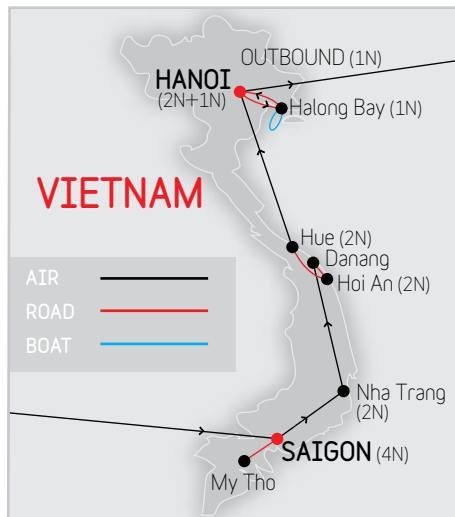 OUTBOUND (1N)
HANOI
(2N+1N)
Halong Bay (1N)
VIETNAM
Hue (2N)
Danang
Hoi An (2N)
AIR
ROAD
BOAT
Nha Trang
(2N)
SAIGON (4N)
My Tho